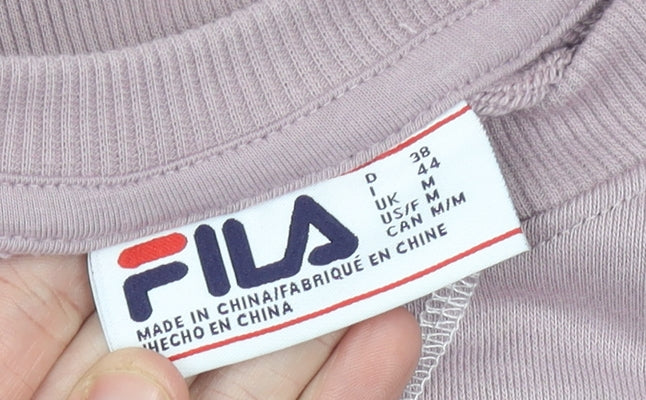 FILA
D 38
I 44
UK M
US/F M
CAN M/M
MADE IN CHINA/FABRIQUÉ EN CHINE
/HECHO EN CHINA